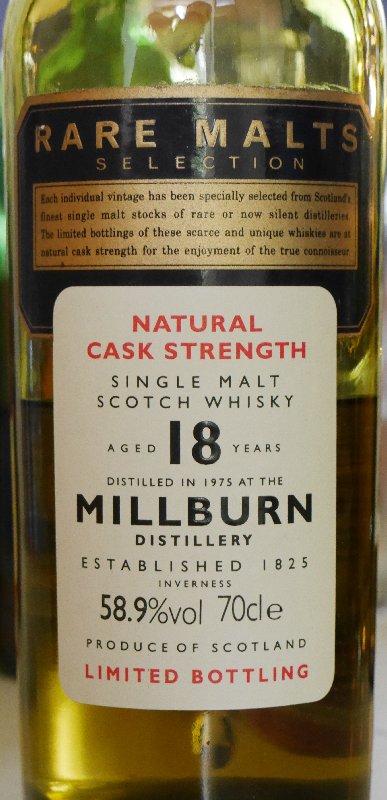 RARE MALTS
SELECTION
Each individual vintage has been specially selected from Scotland's
finest single malt stocks of rare or now silent distilleries.
The limited bottlings of these scarce and unique whiskies are at
natural cask strength for the enjoyment of the true connoisseur
NATURAL
CASK STRENGTH
SINGLE MALT
SCOTCH WHISKY
AGED 18 YEARS
DISTILLED IN 1975 AT THE
MILLBURN
DISTILLERY
ESTABLISHED 1825
INVERNESS
58.9%vol 70cl e
PRODUCE OF SCOTLAND
LIMITED BOTTLING